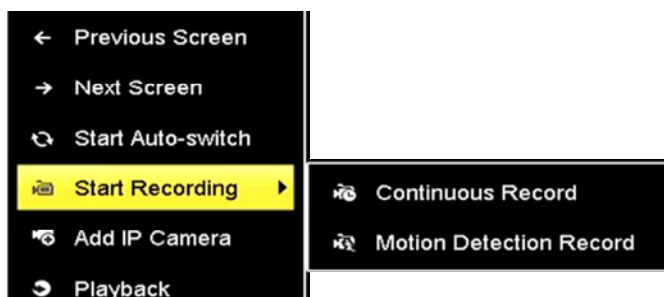 Previous Screen
Next Screen
Start Auto-switch
Start Recording
Continuous Record
Add IP Camera
Motion Detection Record
Playback